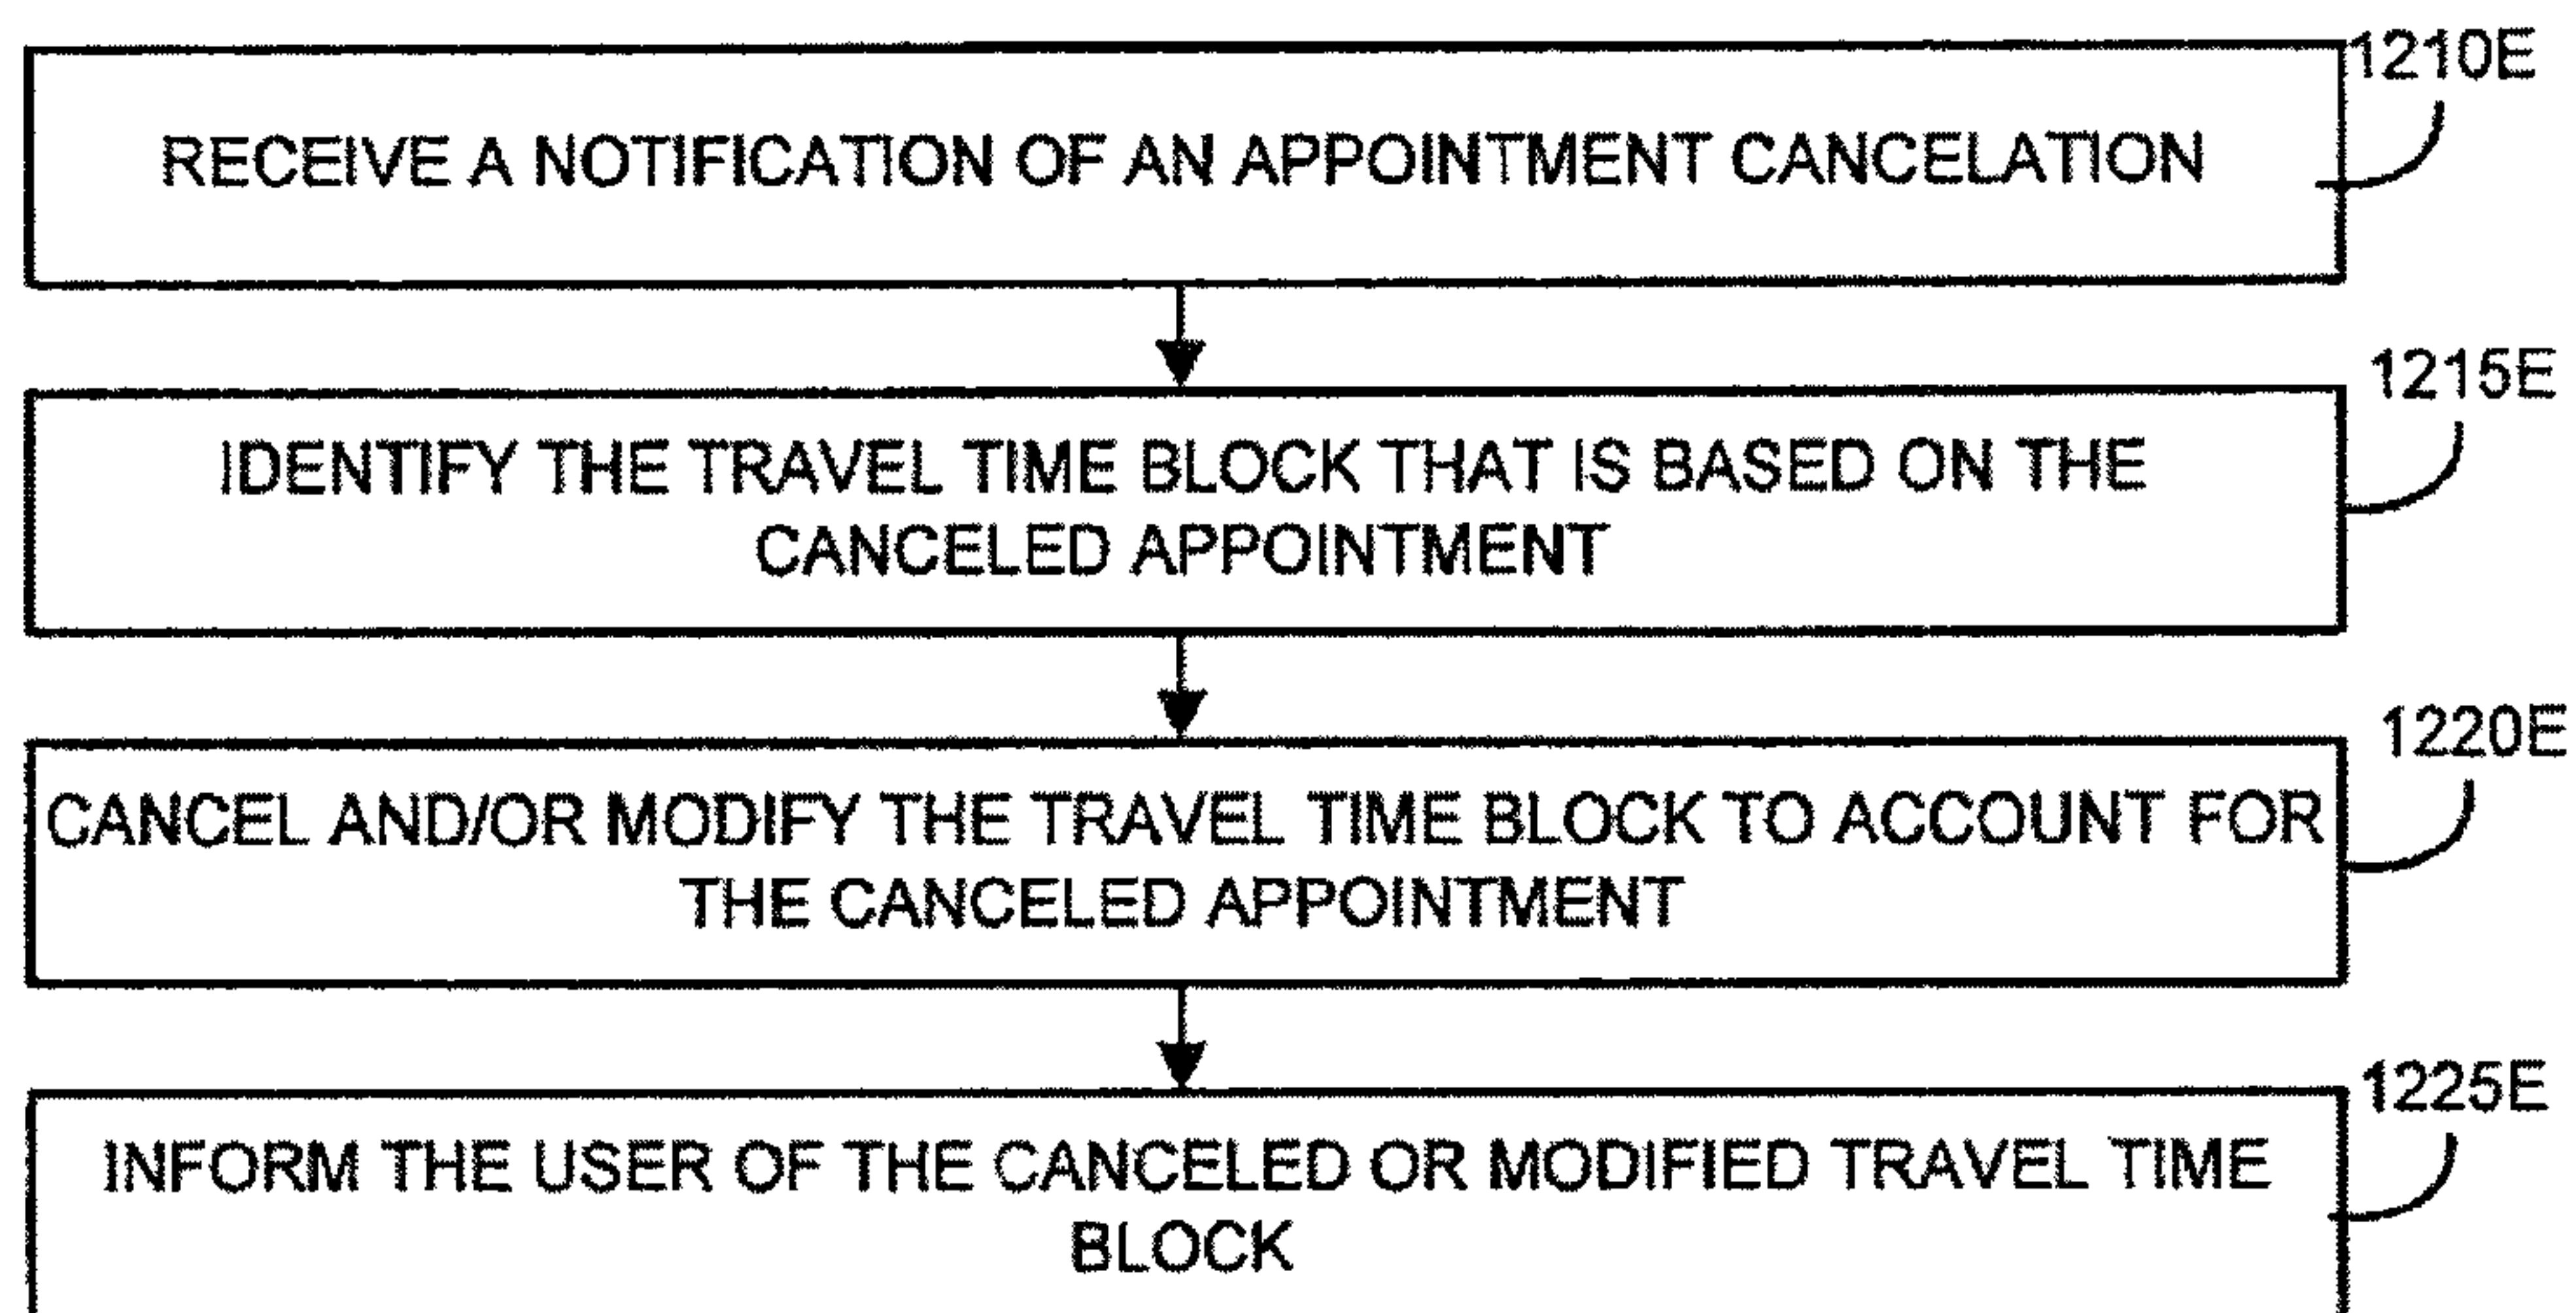 1210E
RECEIVE A NOTIFICATION OF AN APPOINTMENT CANCELATION
1215E
IDENTIFY THE TRAVEL TIME BLOCK THAT IS BASED ON THE
CANCELED APPOINTMENT
1220E
CANCEL AND/OR MODIFY THE TRAVEL TIME BLOCK TO ACCOUNT FOR
THE CANCELED APPOINTMENT
1225E
INFORM THE USER OF THE CANCELED OR MODIFIED TRAVEL TIME
BLOCK